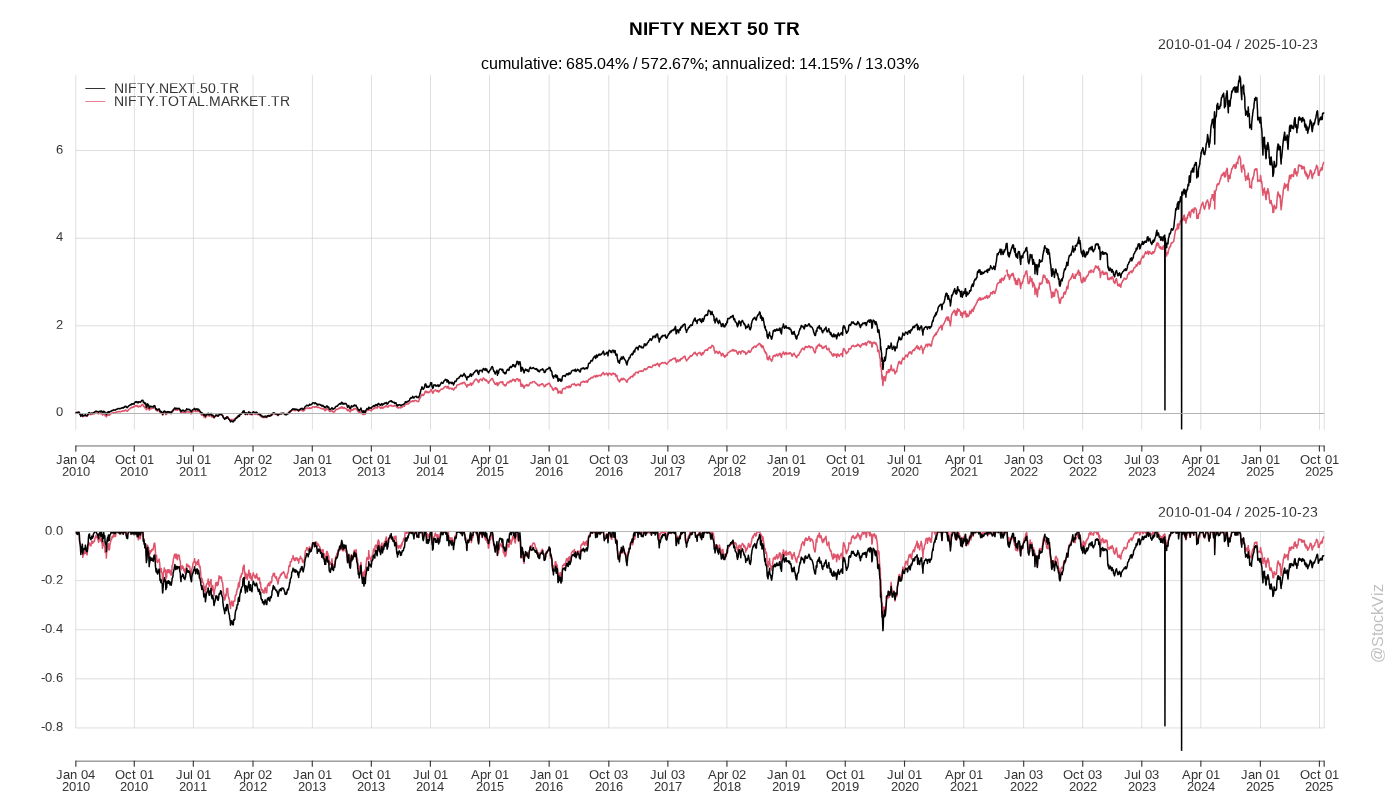 NIFTY NEXT 50 TR
2010-01-04 / 2025-10-23
cumulative: 685.04% / 572.67%; annualized: 14.15% / 13.03%
NIFTY.NEXT.50.TR
NIFTY.TOTAL.MARKET.TR
6
4
2
0
Jan 04 Oct 01 Jul 01 Apr 02 Jan 01 Oct 01 Jul 01 Apr 01 Jan 01 Oct 03 Jul 03 Apr 02 Jan 01 Oct 01 Jul 01 Apr 01 Jan 03 Oct 03 Jul 03 Apr 01 Jan 01 Oct 01
2010 2010 2011 2012 2013 2013 2014 2015 2016 2016 2017 2018 2019 2019 2020 2021 2022 2022 2023 2024 2025 2025
2010-01-04 / 2025-10-23
0.0
-0.2
-0.4
-0.6
-0.8
Jan 04 Oct 01 Jul 01 Apr 02 Jan 01 Oct 01 Jul 01 Apr 01 Jan 01 Oct 03 Jul 03 Apr 02 Jan 01 Oct 01 Jul 01 Apr 01 Jan 03 Oct 03 Jul 03 Apr 01 Jan 01 Oct 01
2010 2010 2011 2012 2013 2013 2014 2015 2016 2016 2017 2018 2019 2019 2020 2021 2022 2022 2023 2024 2025 2025
@StockViz